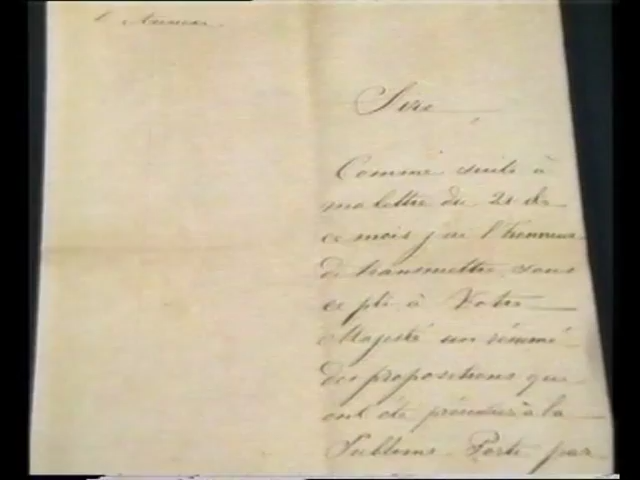 Sire
Comme suite à
ma lettre du 21 de
ce mois j'ai l'honneur
de transmettre sous
ce pli à Votre
Majesté un résumé
des propositions qui
ont été présentées à la
Sublime Porte par